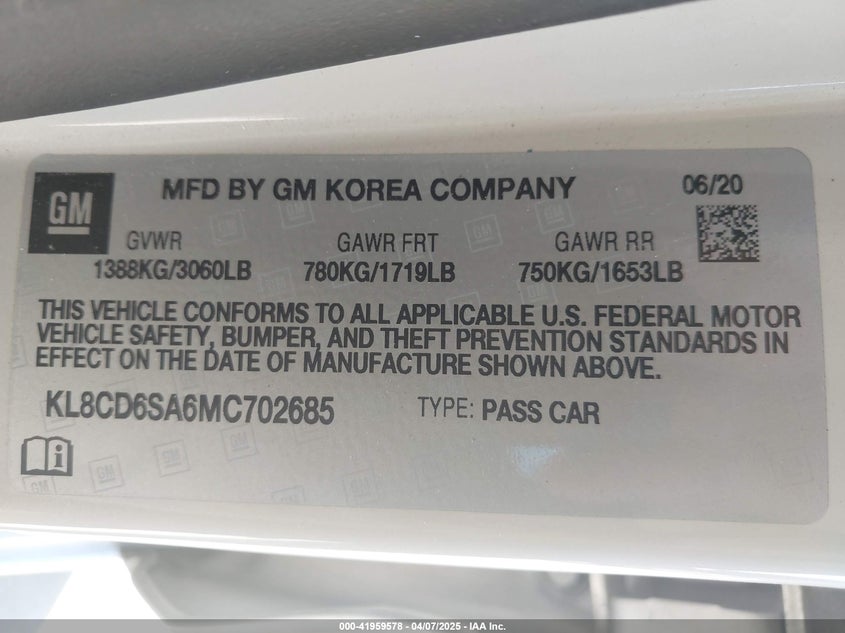 GM
MFD BY GM KOREA COMPANY
06/20
GVWR
GAWR FRT
GAWR RR
1388KG/3060LB
780KG/1719LB
750KG/1653LB
THIS VEHICLE CONFORMS TO ALL APPLICABLE U.S. FEDERAL MOTOR
VEHICLE SAFETY, BUMPER, AND THEFT PREVENTION STANDARDS IN
EFFECT ON THE DATE OF MANUFACTURE SHOWN ABOVE.
KL8CD6SA6MC702685
TYPE: PASS CAR
000-41959578 - 04/07/2025 - IAA Inc.